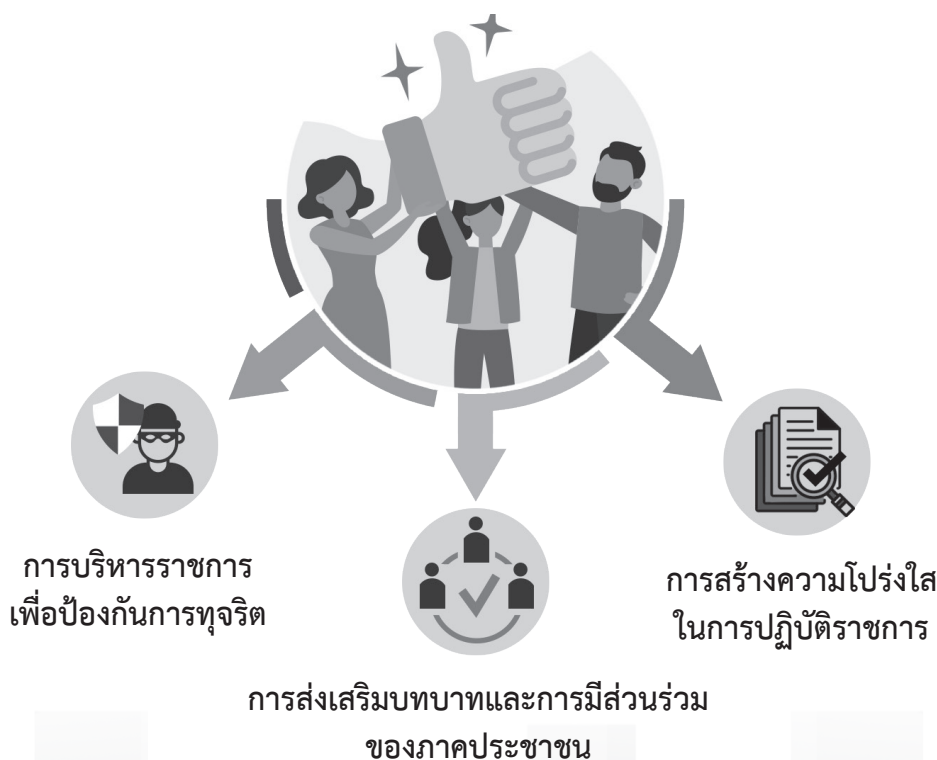 การบริหารราชการ
เพื่อป้องกันการทุจริต
การส่งเสริมบทบาทและการมีส่วนร่วม
ของภาคประชาชน
การสร้างความโปร่งใส
ในการปฏิบัติราชการ